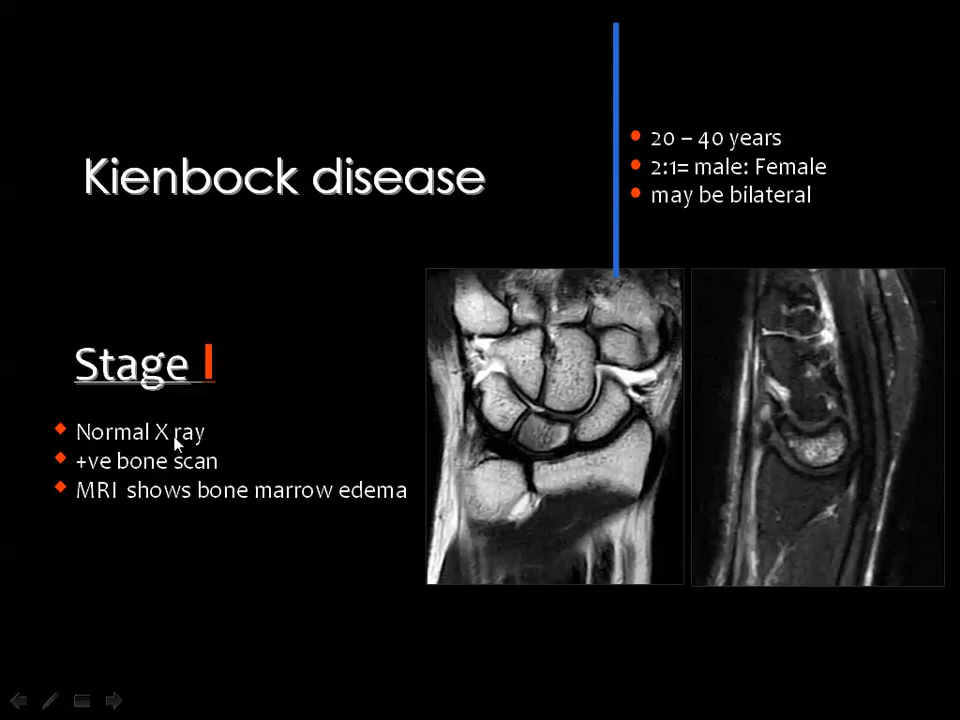 Kienbock disease
20 – 40 years
2:1= male: Female
may be bilateral
Stage I
Normal X ray
+ve bone scan
MRI shows bone marrow edema